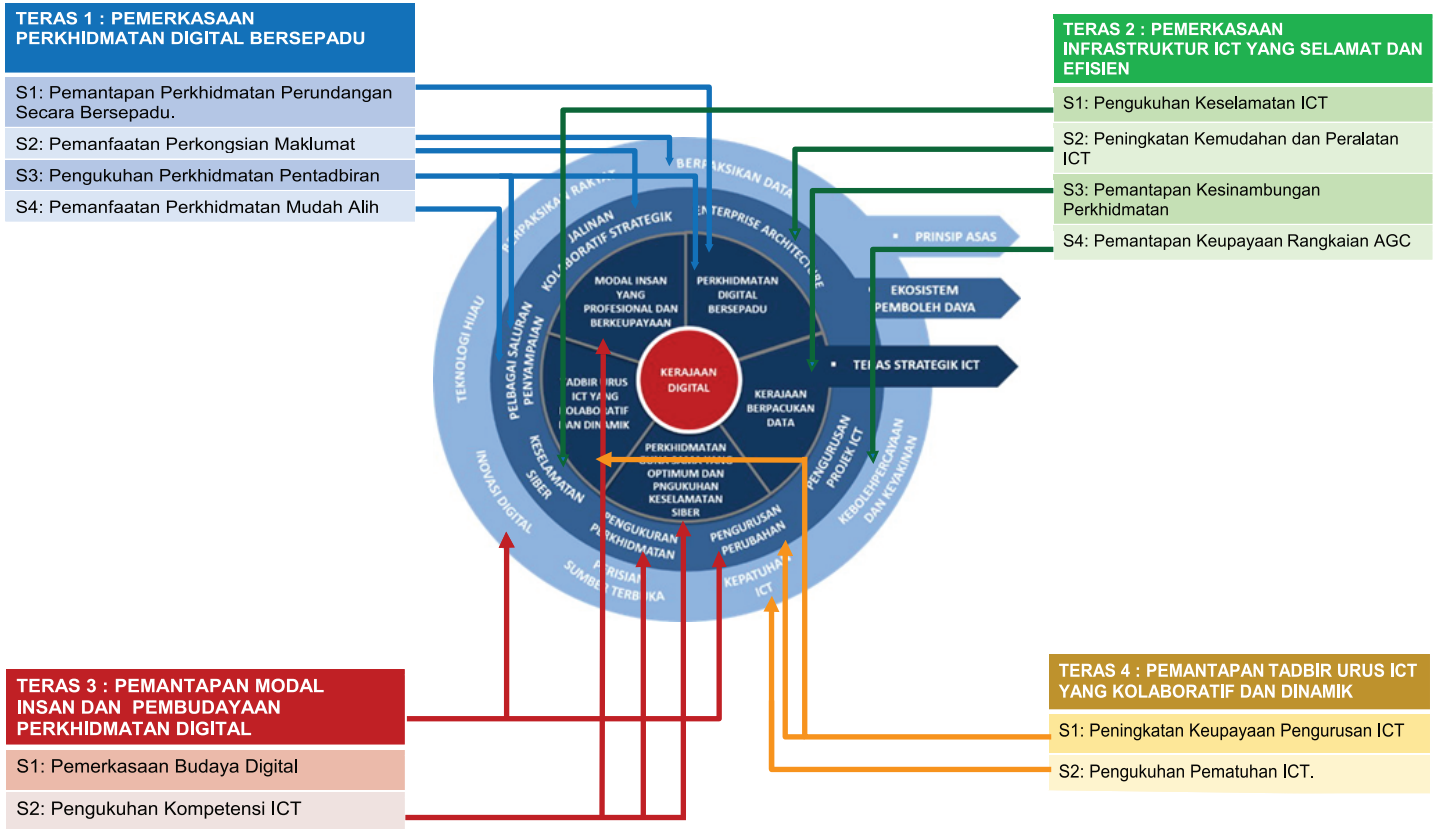 TERAS 1 : PEMERKASAAN
PERKHIDMATAN DIGITAL BERSEPADU
S1: Pemantapan Perkhidmatan Perundangan
Secara Bersepadu.
S2: Pemanfaatan Perkongsian Maklumat
S3: Pengukuhan Perkhidmatan Pentadbiran
S4: Pemanfaatan Perkhidmatan Mudah Alih
TERAS 2 : PEMERKASAAN
INFRASTRUKTUR ICT YANG SELAMAT DAN
EFISIEN
S1: Pengukuhan Keselamatan ICT
S2: Peningkatan Kemudahan dan Peralatan
ICT
S3: Pemantapan Kesinambungan
Perkhidmatan
S4: Pemantapan Keupayaan Rangkaian AGC
BERPAKSIKAN RAKYAT
BERPAKSIKAN DATA
TEKNOLOGI HIJAU
INOVASI DIGITAL
PERISIAN
SUMBER TERBUKA
KEPATUHAN
ICT
KEBOLEHPERCAYAAN
DAN KEYAKINAN
JALINAN
KOLABORATIF STRATEGIK
ENTERPRISE ARCHITECTURE
PELBAGAI SALURAN
PENYAMPAIAN
KESELAMATAN
SIBER
PENGUKURAN
PERKHIDMATAN
PENGURUSAN
PERUBAHAN
PENGURUSAN
PROJEK ICT
MODAL INSAN
YANG
PROFESIONAL DAN
BERKEUPAYAAN
PERKHIDMATAN
DIGITAL
BERSEPADU
TADBIR URUS
ICT YANG
KOLABORATIF
DAN DINAMIK
KERAJAAN
DIGITAL
KERAJAAN
BERPACUKAN
DATA
PERKHIDMATAN
GUNA SAMA YANG
OPTIMUM DAN
PNGUKUHAN
KESELAMATAN
SIBER
▪ PRINSIP ASAS
▪ EKOSISTEM
PEMBOLEH DAYA
▪ TERAS STRATEGIK ICT
TERAS 3 : PEMANTAPAN MODAL
INSAN DAN PEMBUDAYAAN
PERKHIDMATAN DIGITAL
S1: Pemerkasaan Budaya Digital
S2: Pengukuhan Kompetensi ICT
TERAS 4 : PEMANTAPAN TADBIR URUS ICT
YANG KOLABORATIF DAN DINAMIK
S1: Peningkatan Keupayaan Pengurusan ICT
S2: Pengukuhan Pematuhan ICT.